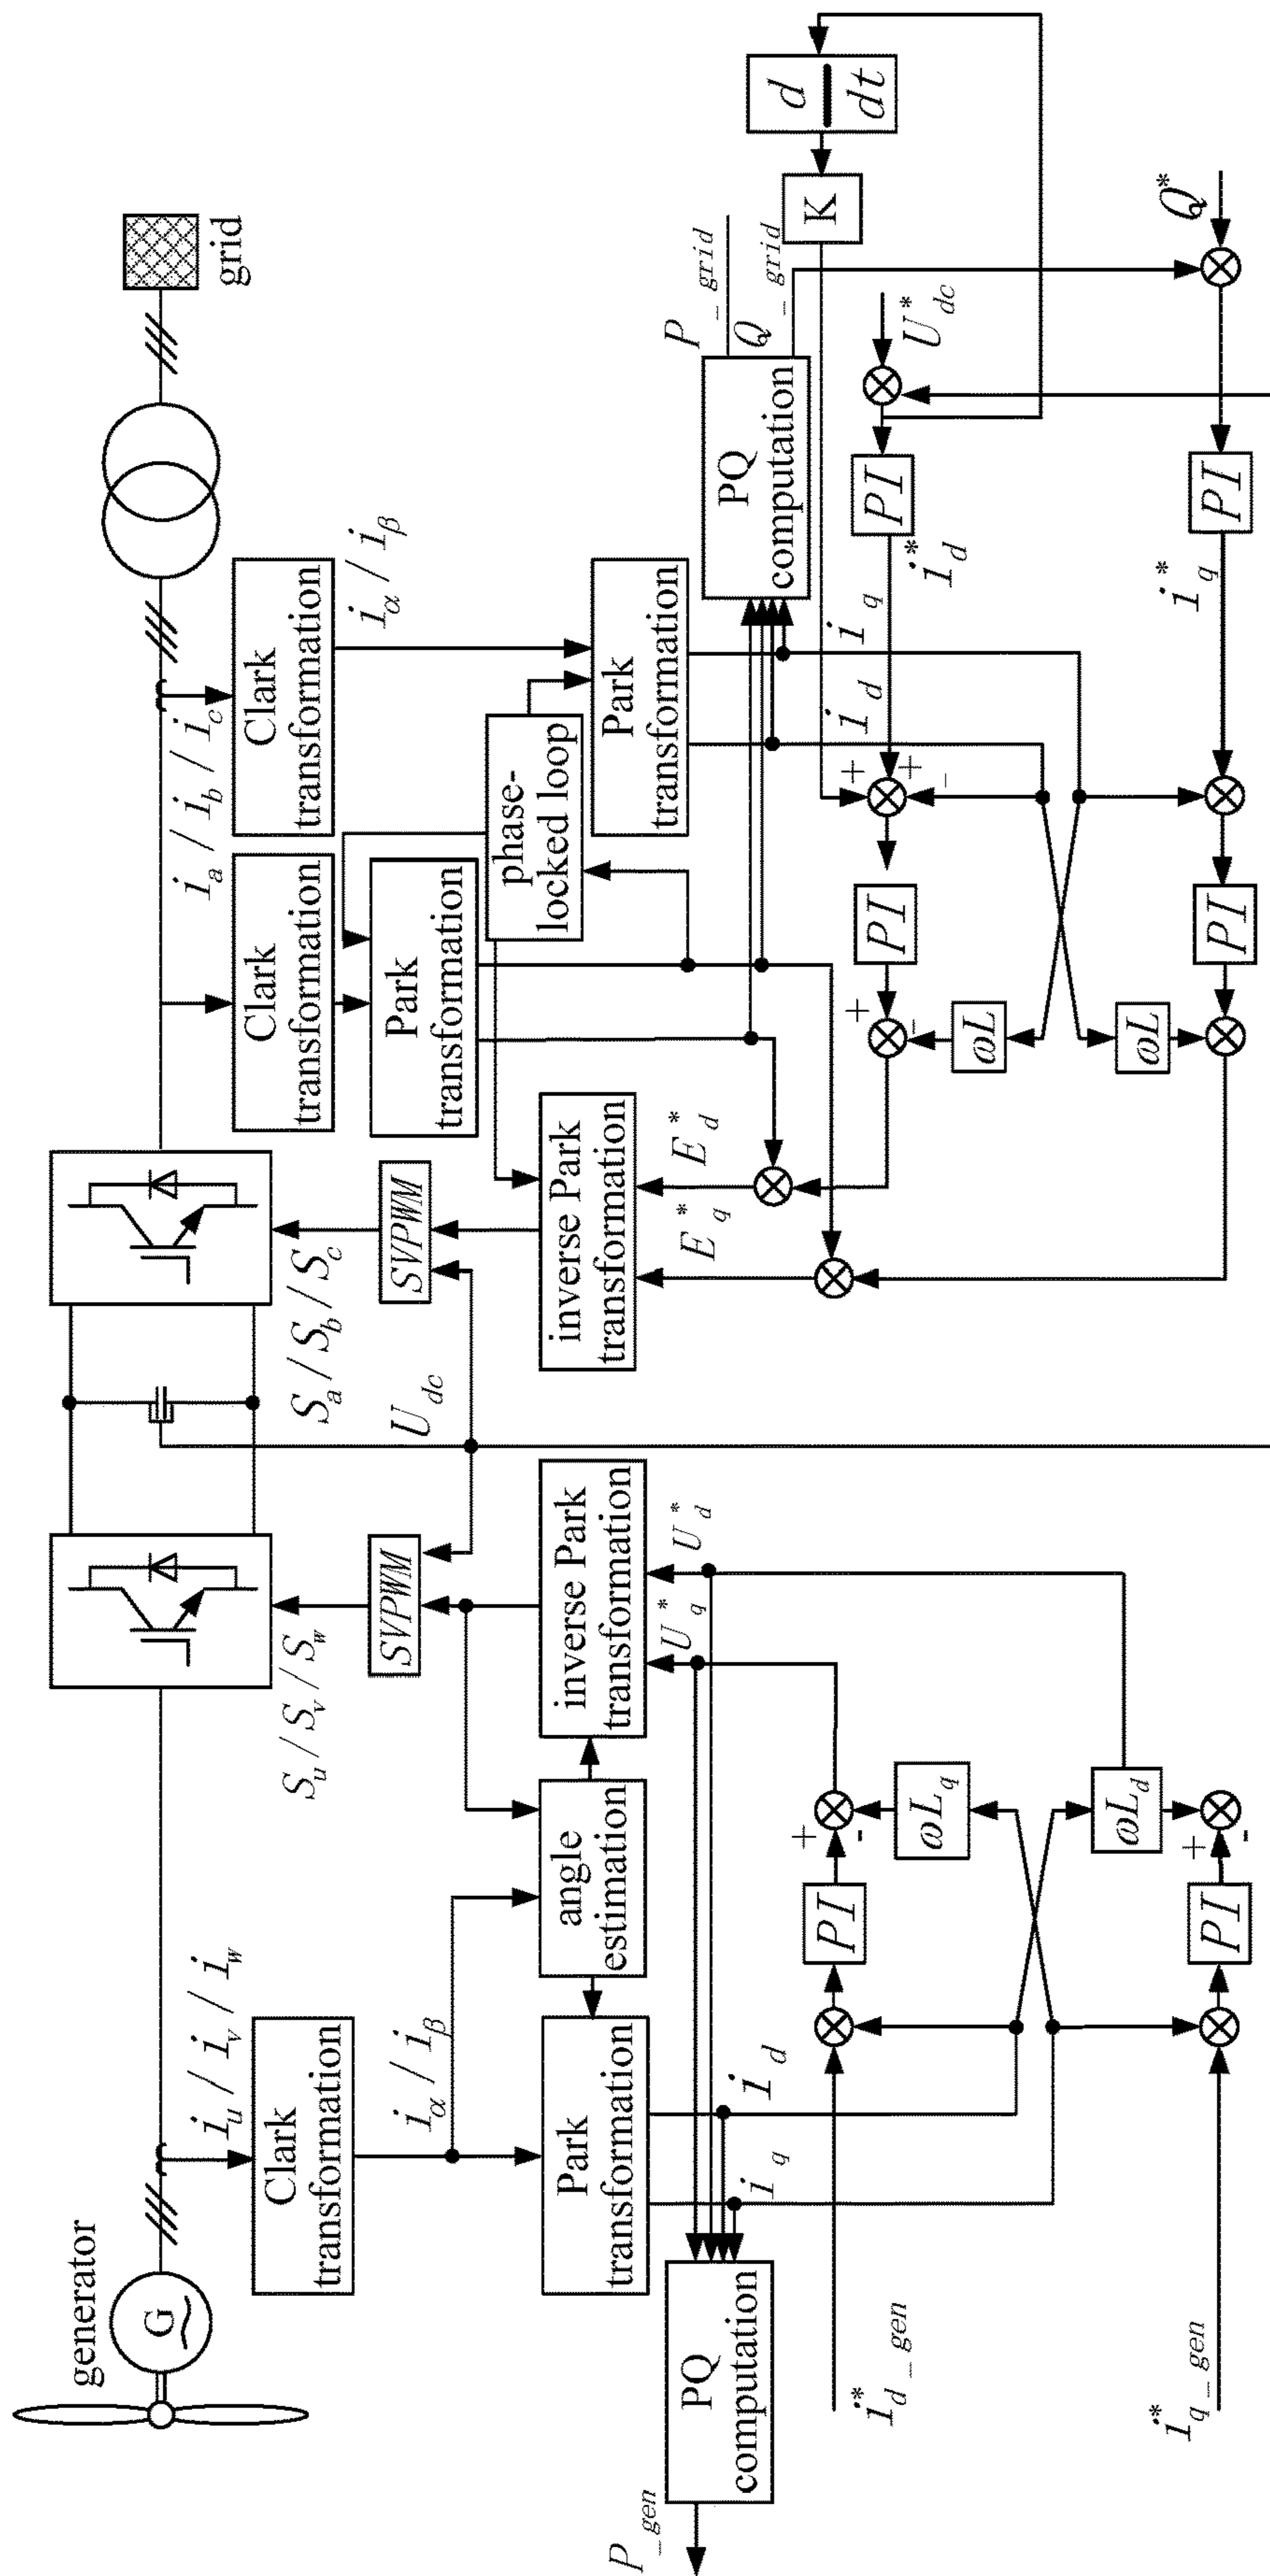 generator
G
grid
i_u / i_v / i_w
S_u / S_v / S_w
S_a / S_b / S_c
i_a / i_b / i_c
Clark
transformation
Clark
transformation
Clark
transformation
i_α / i_β
SVPWM
U_dc
SVPWM
i_α / i_β
Park
transformation
phase-
locked loop
Park
transformation
angle
estimation
inverse Park
transformation
inverse Park
transformation
Park
transformation
P_gen
PQ
computation
i_q
i_d
U*_q
U*_d
E*_q
E*_d
PQ
computation
P_grid
Q_grid
K
d
dt
i*_d_gen
PI
+
-
ωL_q
+
-
PI
+
+
-
i_d
i_q
i*_d
PI
U*_dc
ωL
ωL
ωL_d
i*_q_gen
PI
+
-
PI
i*_q
PI
Q*